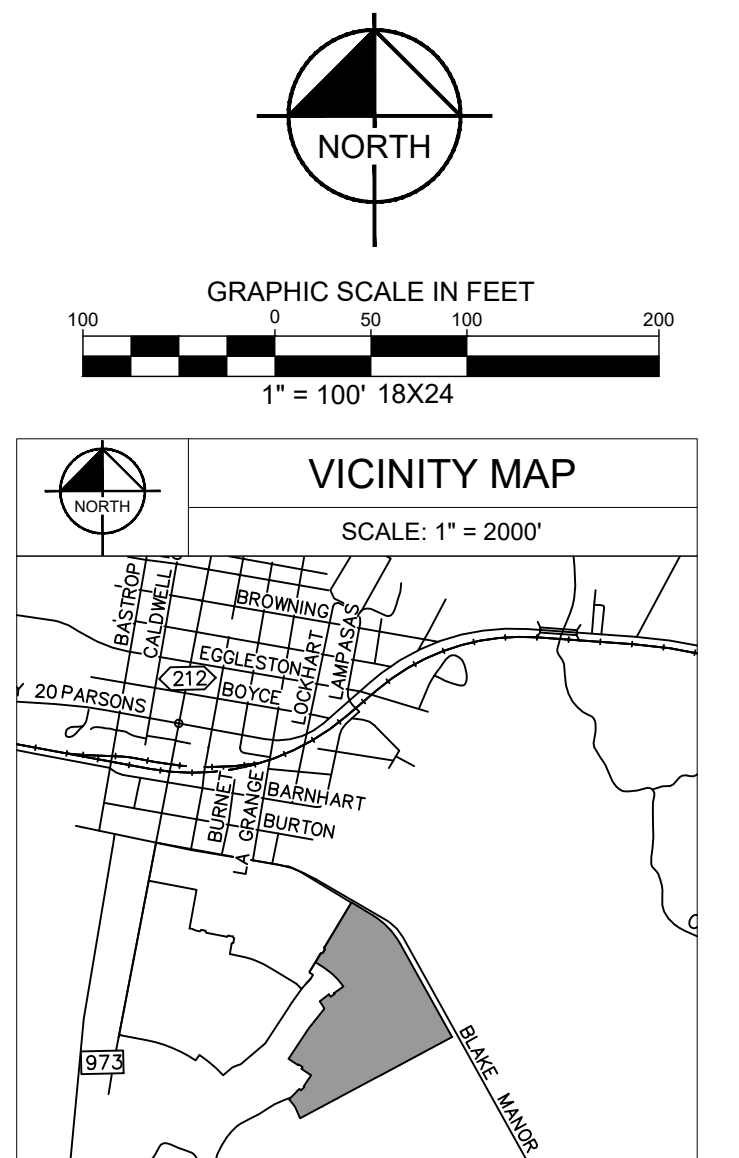 NORTH
GRAPHIC SCALE IN FEET
100 0 50 100 200
1" = 100' 18X24
NORTH
VICINITY MAP
SCALE: 1" = 2000'
BASTROP
CALDWELL
BROWNING
EGGLESTON
LOCKHART
LAMPASAS
212
BOYCE
Y 20 PARSONS
BURNET
LA GRANGE
BARNHART
BURTON
973
BLAKE MANOR